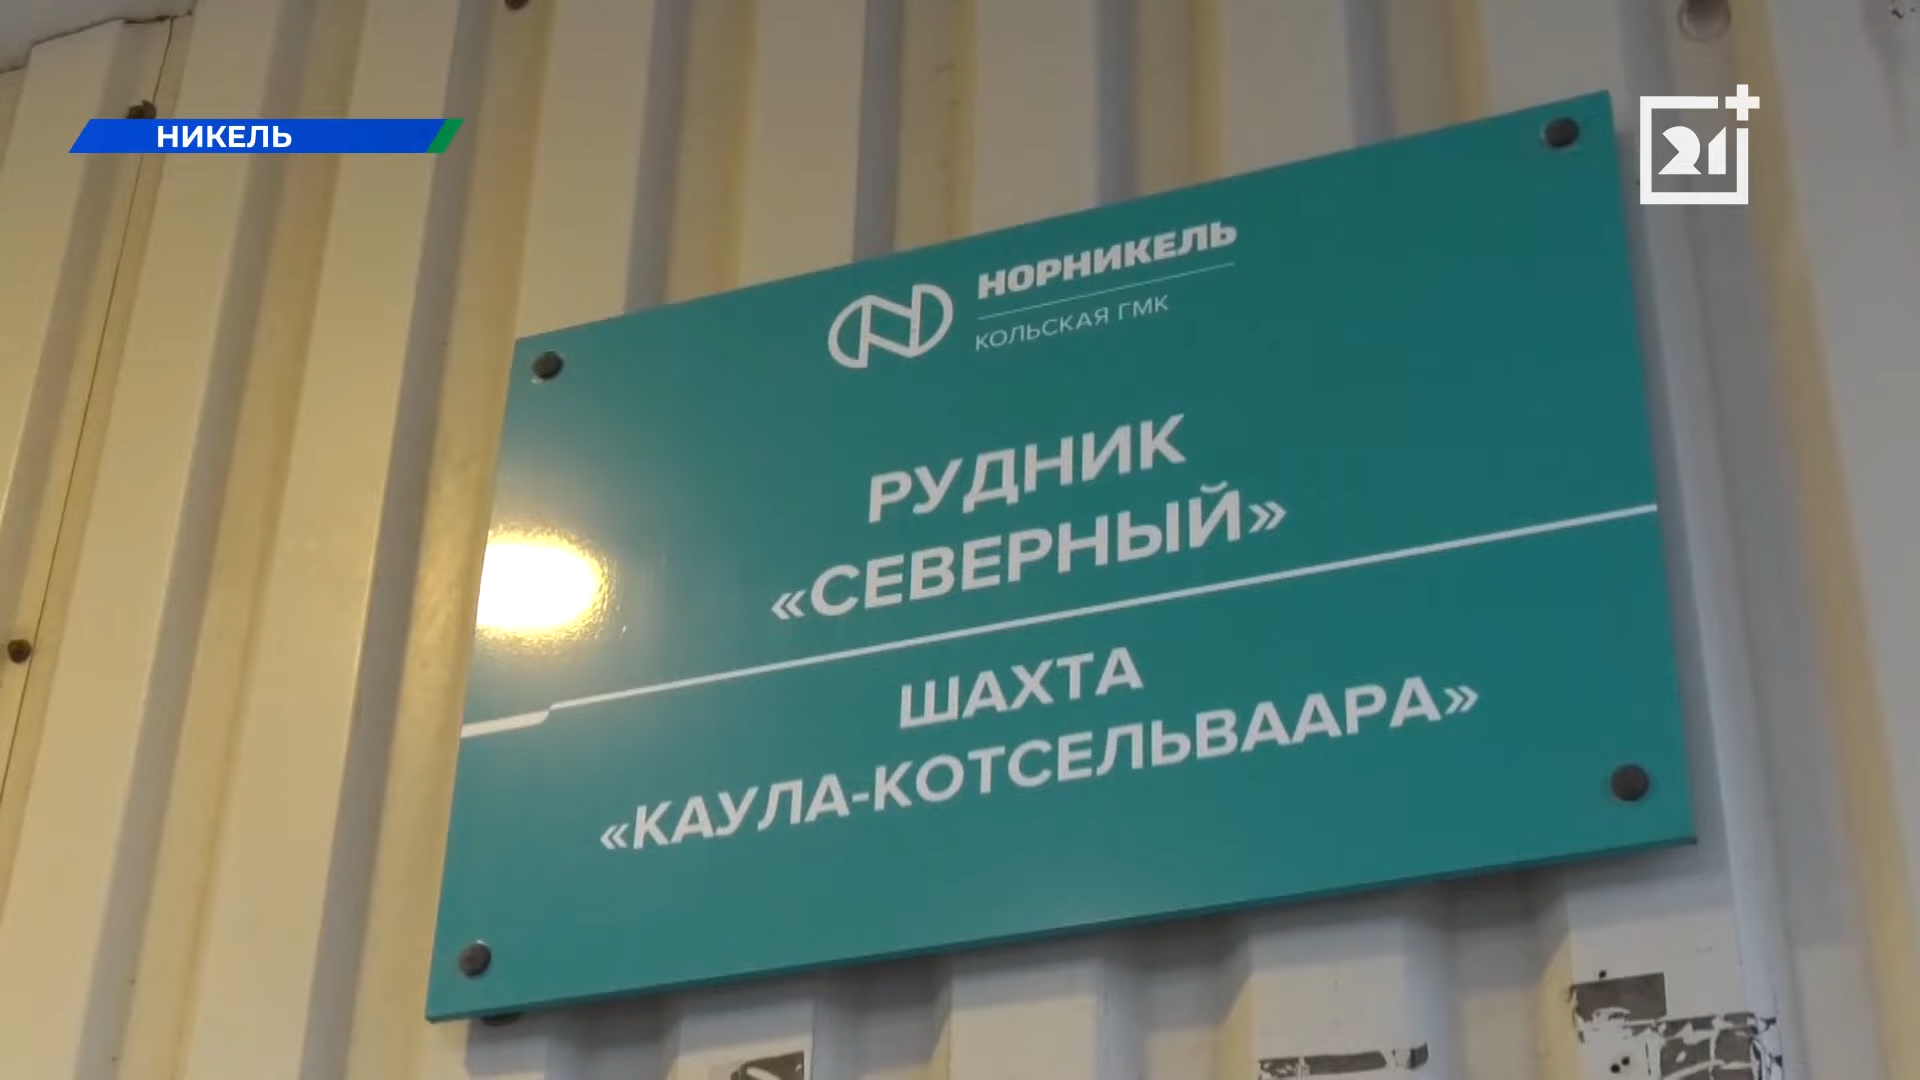 НИКЕЛЬ
21+
НОРНИКЕЛЬ
КОЛЬСКАЯ ГМК
РУДНИК
«СЕВЕРНЫЙ»
ШАХТА
«КАУЛА-КОТСЕЛЬВААРА»